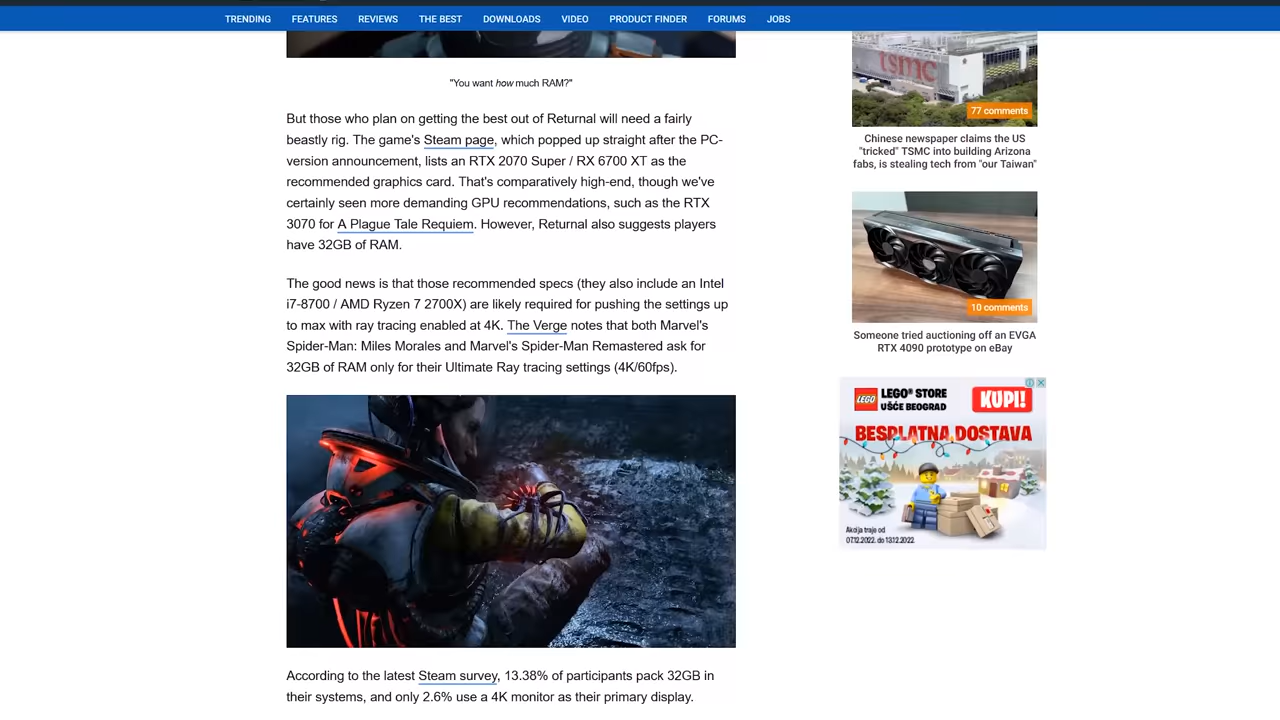 TRENDING FEATURES REVIEWS THE BEST DOWNLOADS VIDEO PRODUCT FINDER FORUMS JOBS
"You want how much RAM?"
But those who plan on getting the best out of Returnal will need a fairly
beastly rig. The game's Steam page, which popped up straight after the PC-
version announcement, lists an RTX 2070 Super / RX 6700 XT as the
recommended graphics card. That's comparatively high-end, though we've
certainly seen more demanding GPU recommendations, such as the RTX
3070 for A Plague Tale Requiem. However, Returnal also suggests players
have 32GB of RAM.
The good news is that those recommended specs (they also include an Intel
i7-8700 / AMD Ryzen 7 2700X) are likely required for pushing the settings up
to max with ray tracing enabled at 4K. The Verge notes that both Marvel's
Spider-Man: Miles Morales and Marvel's Spider-Man Remastered ask for
32GB of RAM only for their Ultimate Ray tracing settings (4K/60fps).
According to the latest Steam survey, 13.38% of participants pack 32GB in
their systems, and only 2.6% use a 4K monitor as their primary display.
tsmc
77 comments
Chinese newspaper claims the US
"tricked" TSMC into building Arizona
fabs, is stealing tech from "our Taiwan"
10 comments
Someone tried auctioning off an EVGA
RTX 4090 prototype on eBay
LEGO
LEGO® STORE
UŠĆE BEOGRAD
KUPI!
BESPLATNA DOSTAVA
Akcija traje od
07.12.2022. do 13.12.2022.